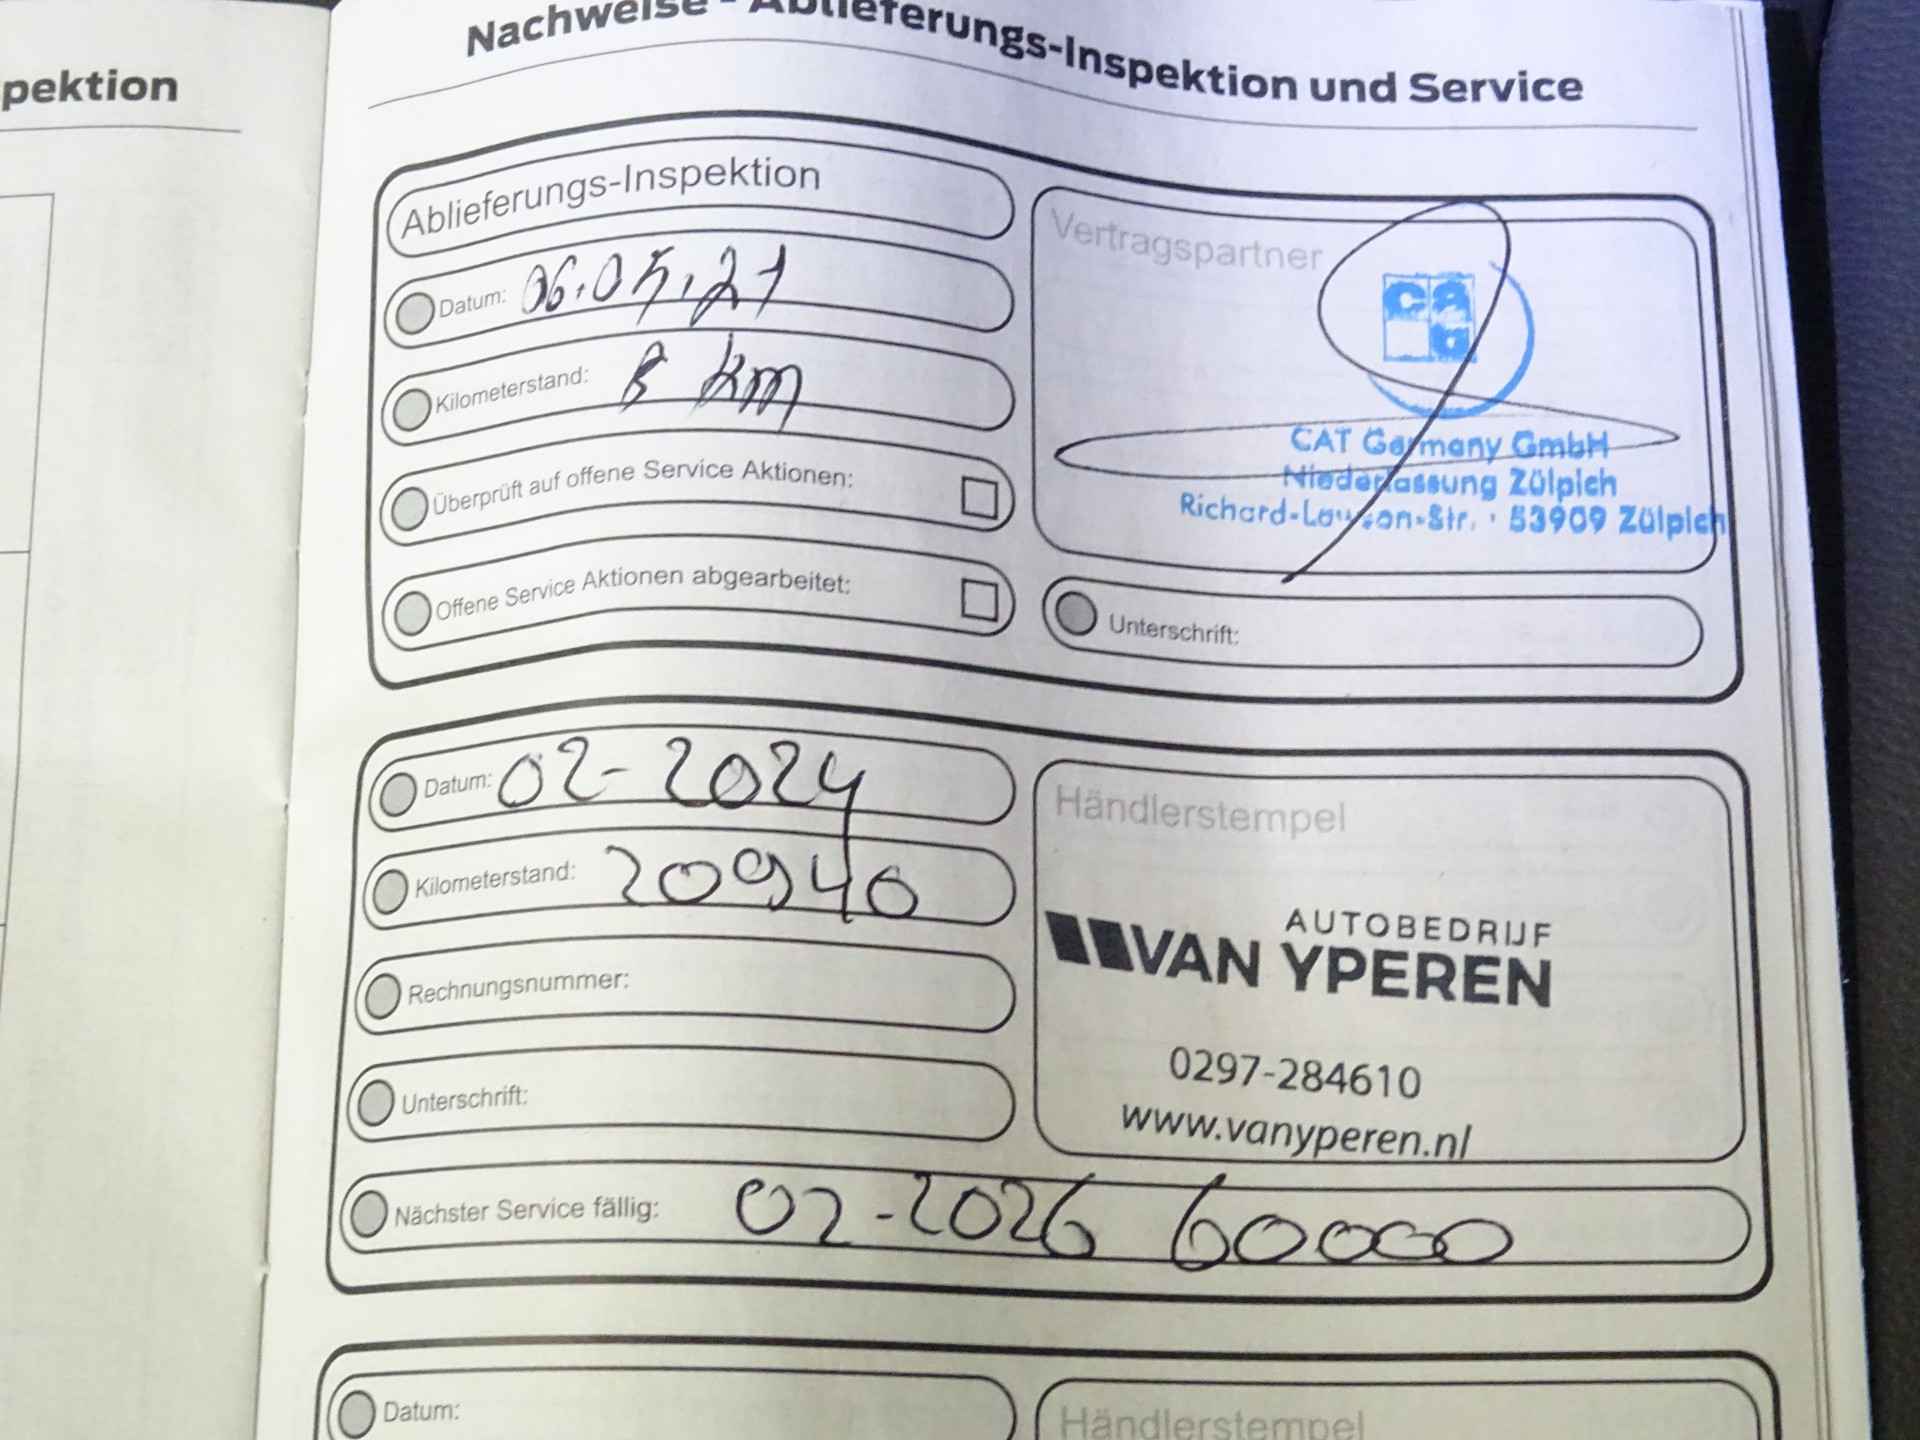 pektion
Nachweise - Ablieferungs-Inspektion und Service
Ablieferungs-Inspektion
Datum: 06.05.21
Kilometerstand: 8 km
Überprüft auf offene Service Aktionen:
Offene Service Aktionen abgearbeitet:
Vertragspartner
ca
t
CAT Germany GmbH
Niederlassung Zülpich
Richard-Lawson-Str. · 53909 Zülpich
Unterschrift:
Datum: 02-2024
Kilometerstand: 20940
Rechnungsnummer:
Unterschrift:
Händlerstempel
AUTOBEDRIJF
VAN YPEREN
0297-284610
www.vanyperen.nl
Nächster Service fällig: 02-2026 60000
Datum:
Händlerstempel